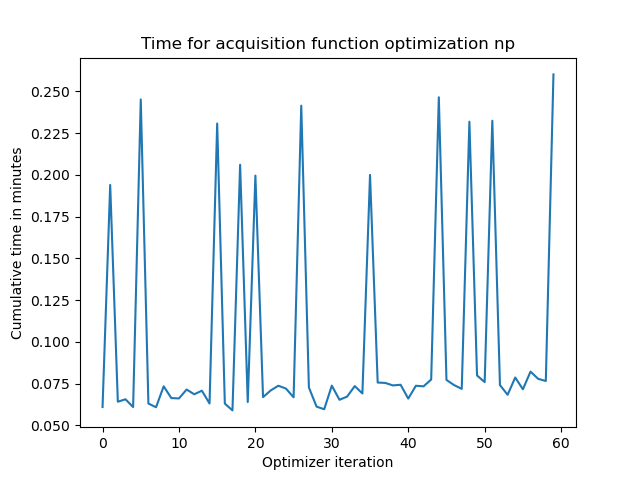 Time for acquisition function optimization np
Cumulative time in minutes
0.250
0.225
0.200
0.175
0.150
0.125
0.100
0.075
0.050
0 10 20 30 40 50 60
Optimizer iteration